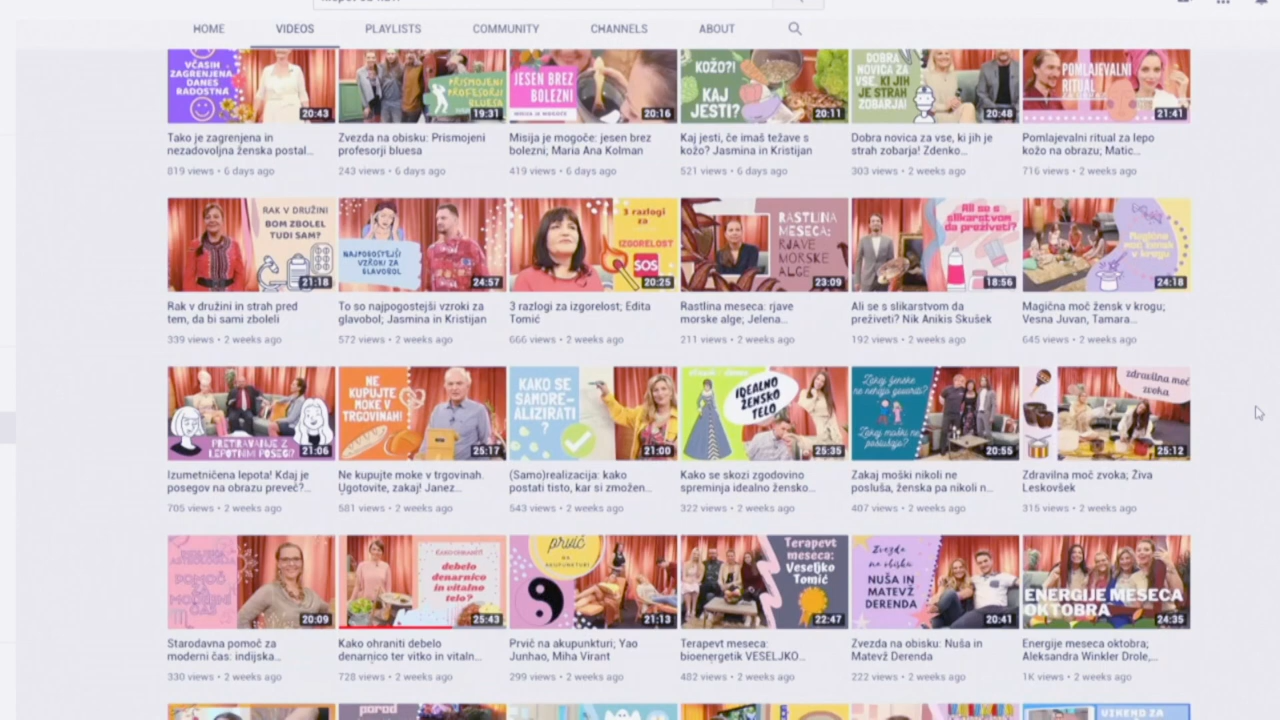 HOME VIDEOS PLAYLISTS COMMUNITY CHANNELS ABOUT
VČASIH
ZAGRENJENA,
DANES
RADOSTNA
20:43
PRISMOJENI
PROFESORJI
BLUESA
19:31
JESEN BREZ
BOLEZNI
MISIJA JE MOGOČE
20:16
KOŽO?!
KAJ
JESTI?
20:11
DOBRA
NOVICA ZA
VSE, KI JIH
JE STRAH
ZOBARJA!
20:48
POMLAJEVALNI
RITUAL
21:41
Tako je zagrenjena in
nezadovoljna ženska postal...
819 views • 6 days ago
Zvezda na obisku: Prismojeni
profesorji bluesa
243 views • 6 days ago
Misija je mogoče: jesen brez
bolezni; Maria Ana Kolman
419 views • 6 days ago
Kaj jesti, če imaš težave s
kožo? Jasmina in Kristijan
521 views • 6 days ago
Dobra novica za vse, ki jih je
strah zobarja! Zdenko...
303 views • 2 weeks ago
Pomlajevalni ritual za lepo
kožo na obrazu; Matic...
716 views • 2 weeks ago
RAK V DRUŽINI
BOM ZBOLEL
TUDI SAM?
21:18
NAJPOGOSTEJŠI
VZROKI ZA
GLAVOBOL
24:57
3 razlogi
za
IZGORELOST
SOS
20:25
RASTLINA
MESECA:
RJAVE
MORSKE
ALGE
23:09
Ali se s
slikarstvom
da preživeti?
18:56
Magična
moč žensk
v krogu
24:18
Rak v družini in strah pred
tem, da bi sami zboleli
339 views • 2 weeks ago
To so najpogostejši vzroki za
glavobol; Jasmina in Kristijan
572 views • 2 weeks ago
3 razlogi za izgorelost; Edita
Tomić
666 views • 2 weeks ago
Rastlina meseca: rjave
morske alge; Jelena...
211 views • 2 weeks ago
Ali se s slikarstvom da
preživeti? Nik Anikis Skušek
192 views • 2 weeks ago
Magična moč žensk v krogu;
Vesna Juvan, Tamara...
645 views • 2 weeks ago
PRETIRAVANJE Z
LEPOTNIMI POSEGI?
21:06
NE
KUPUJTE
MOKE V
TRGOVINAH!
25:17
KAKO SE
SAMORE-
ALIZIRATI
?
21:00
IDEALNO
ŽENSKO
TELO
25:35
Zakaj ženske
ne nehajo govoriti?
Zakaj moški ne
poslušajo?
20:55
zdravilna moč
zvoka
25:12
Izumetničena lepota! Kdaj je
posegov na obrazu preveč?...
705 views • 2 weeks ago
Ne kupujte moke v trgovinah.
Ugotovite, zakaj! Janez...
581 views • 2 weeks ago
(Samo)realizacija: kako
postati tisto, kar si zmožen...
543 views • 2 weeks ago
Kako se skozi zgodovino
spreminja idealno žensko...
322 views • 2 weeks ago
Zakaj moški nikoli ne
posluša, ženska pa nikoli n...
407 views • 2 weeks ago
Zdravilna moč zvoka; Živa
Leskovšek
315 views • 2 weeks ago
INDIJSKA
ASTROLOGIJA
POMOČ
ZA
MODERNI
ČAS
20:09
KAKO OHRANITI
debelo
denarnico
in vitalno
telo?
25:43
prvič
NA
AKUPUNKTURI
21:13
Terapevt
meseca:
Veseljko
Tomić
22:47
Zvezda
na obisku
NUŠA IN
MATEVŽ
DERENDA
20:41
ENERGIJE MESECA
OKTOBRA
24:35
Starodavna pomoč za
moderni čas: indijska...
330 views • 2 weeks ago
Kako ohraniti debelo
denarnico ter vitko in vitaln...
728 views • 2 weeks ago
Prvič na akupunkturi; Yao
Junhao, Miha Virant
299 views • 2 weeks ago
Terapevt meseca:
bioenergetik VESELJKO...
482 views • 2 weeks ago
Zvezda na obisku: Nuša in
Matevž Derenda
222 views • 2 weeks ago
Energije meseca oktobra;
Aleksandra Winkler Drole,...
1K views • 2 weeks ago
porod
VIKEND ZA